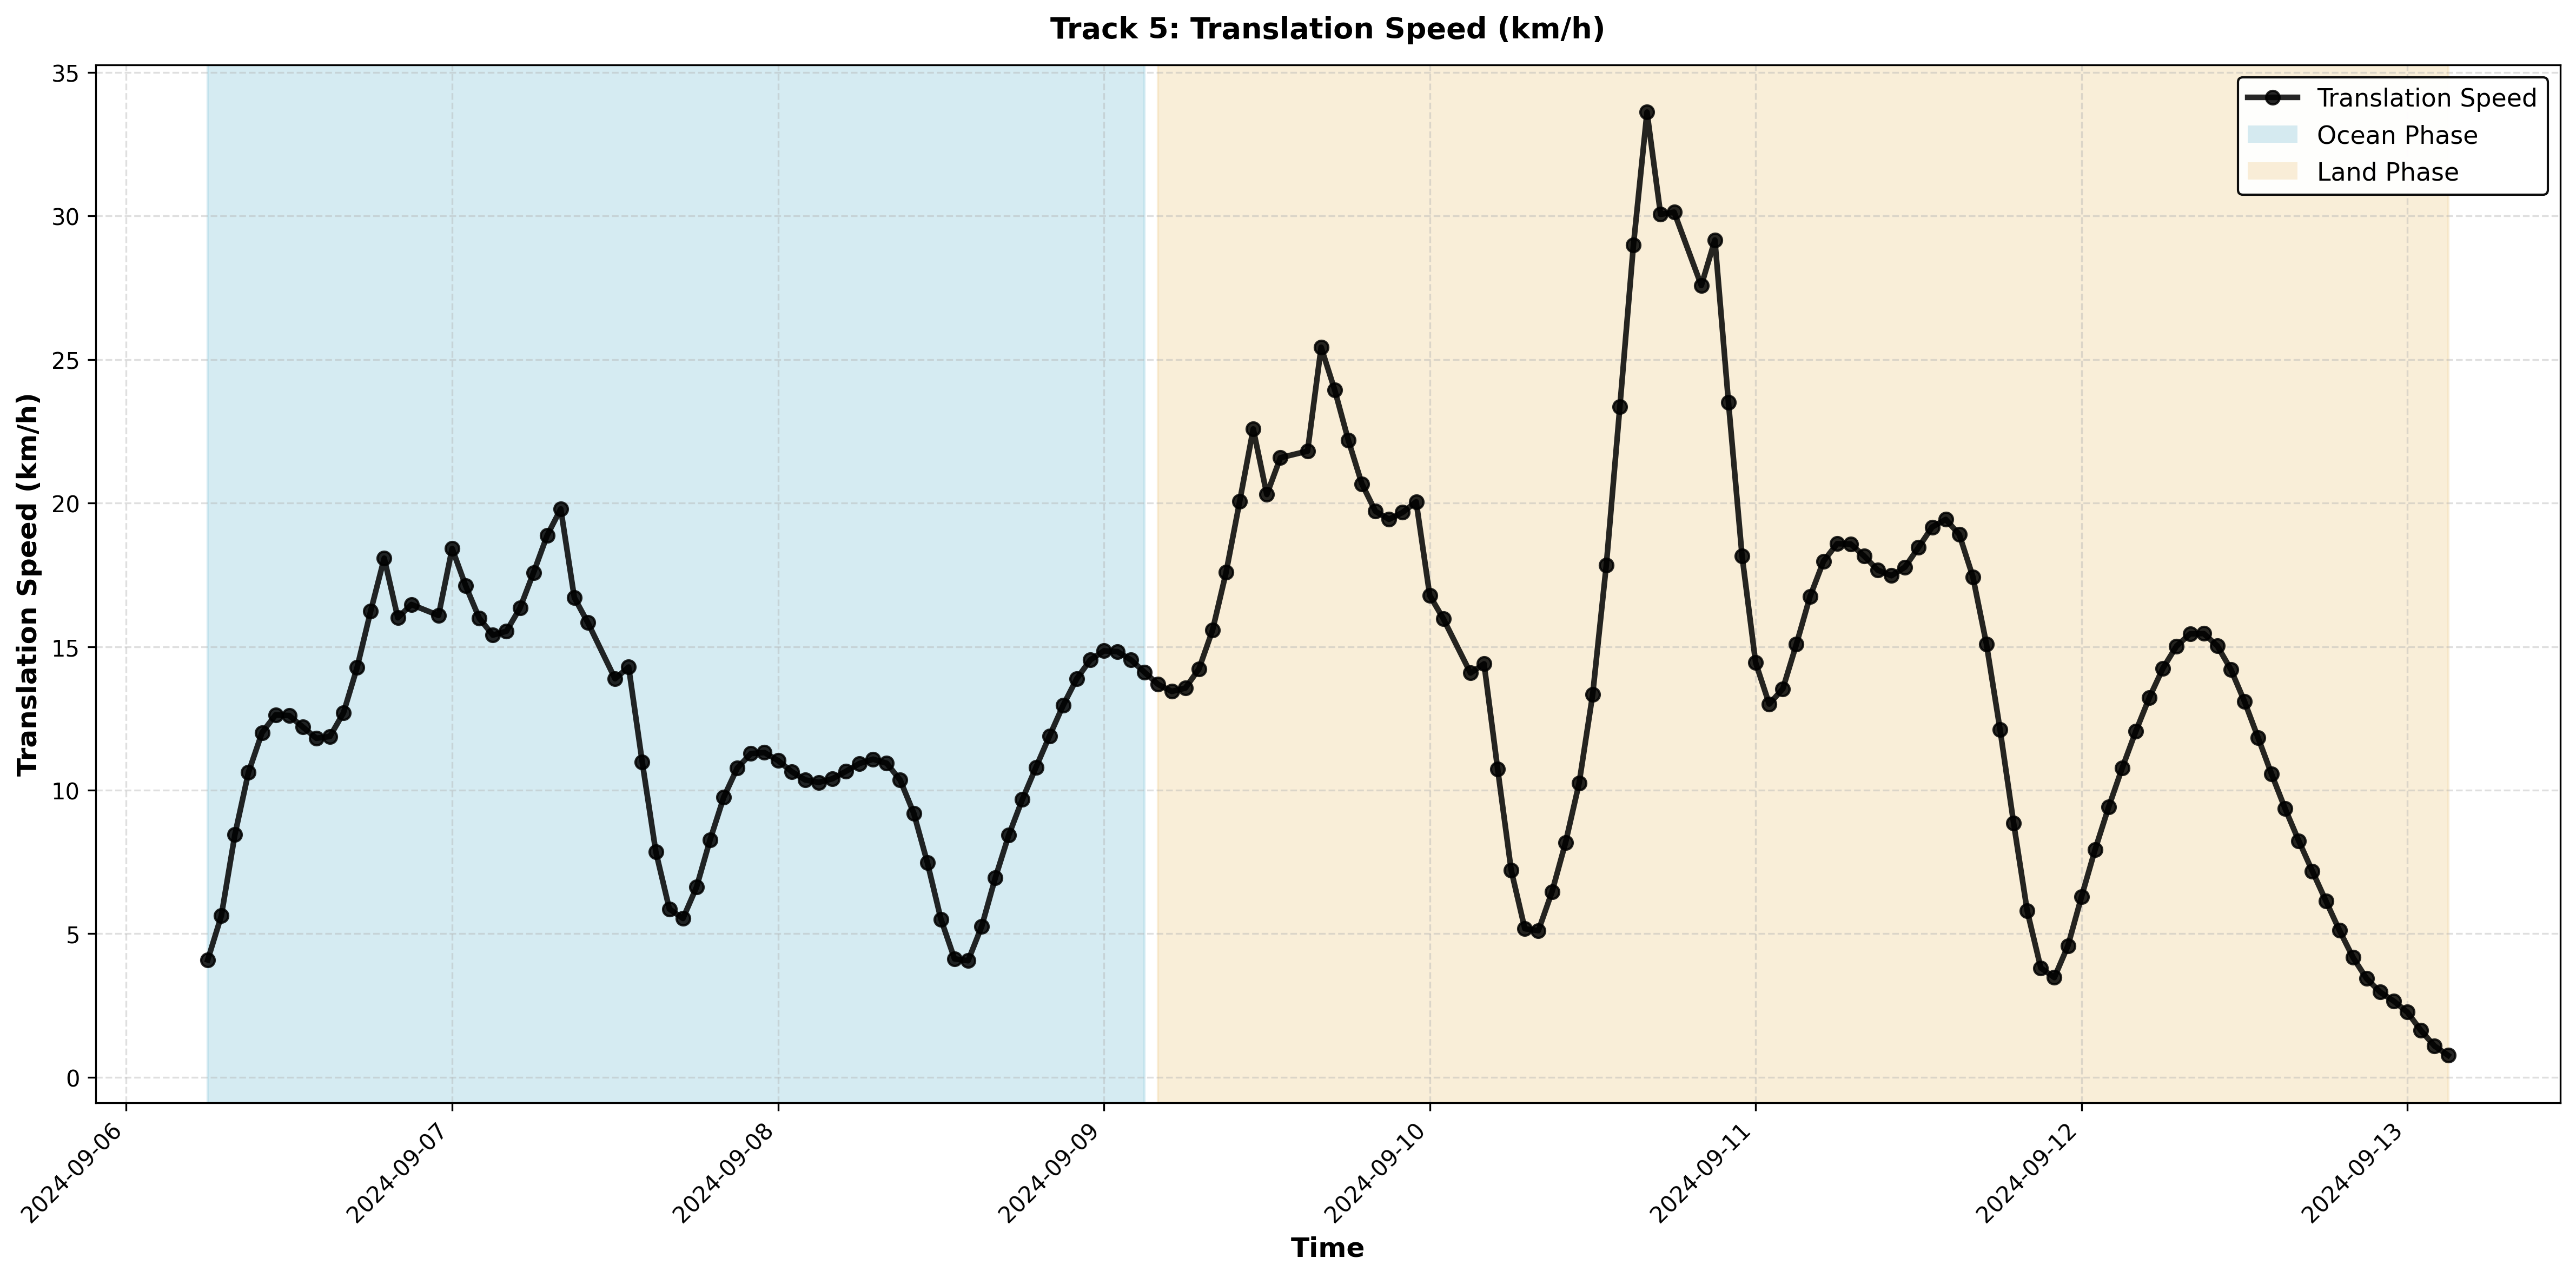 Track 5: Translation Speed (km/h)
Translation Speed
Ocean Phase
Land Phase
Translation Speed (km/h)
35
30
25
20
15
10
5
0
2024-09-06
2024-09-07
2024-09-08
2024-09-09
2024-09-10
2024-09-11
2024-09-12
2024-09-13
Time